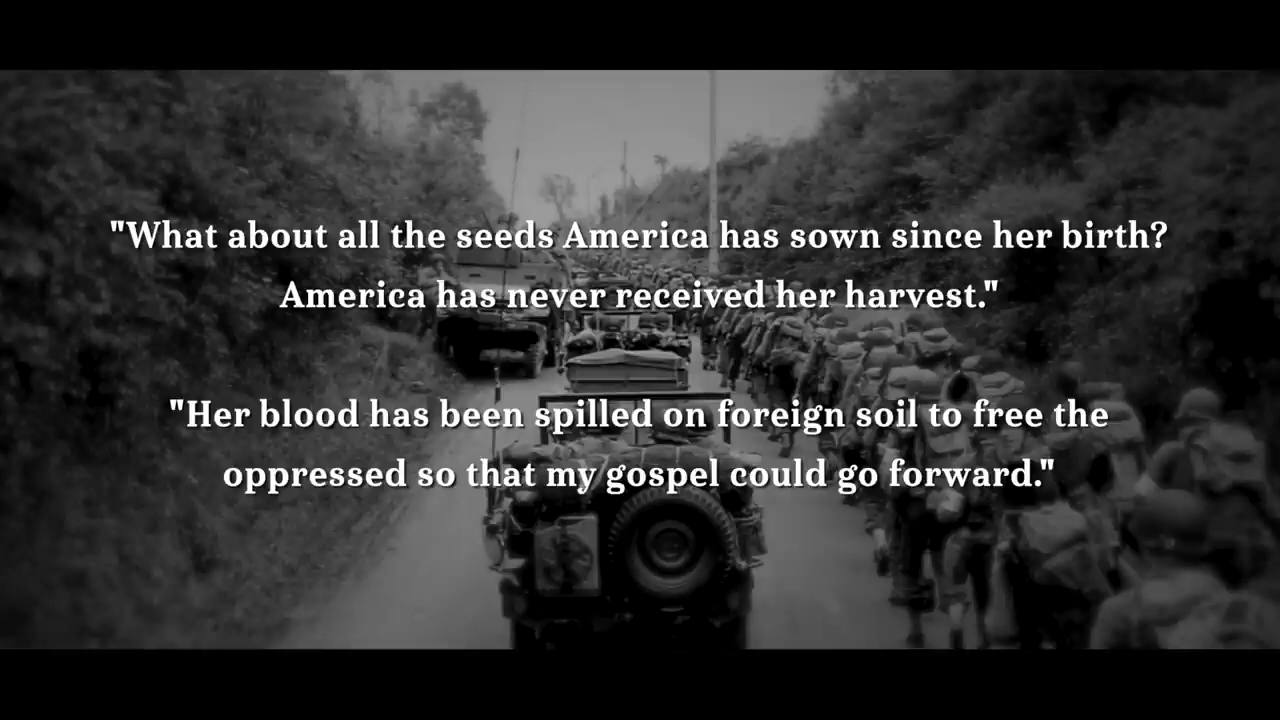 "What about all the seeds America has sown since her birth?
America has never received her harvest."
"Her blood has been spilled on foreign soil to free the
oppressed so that my gospel could go forward."